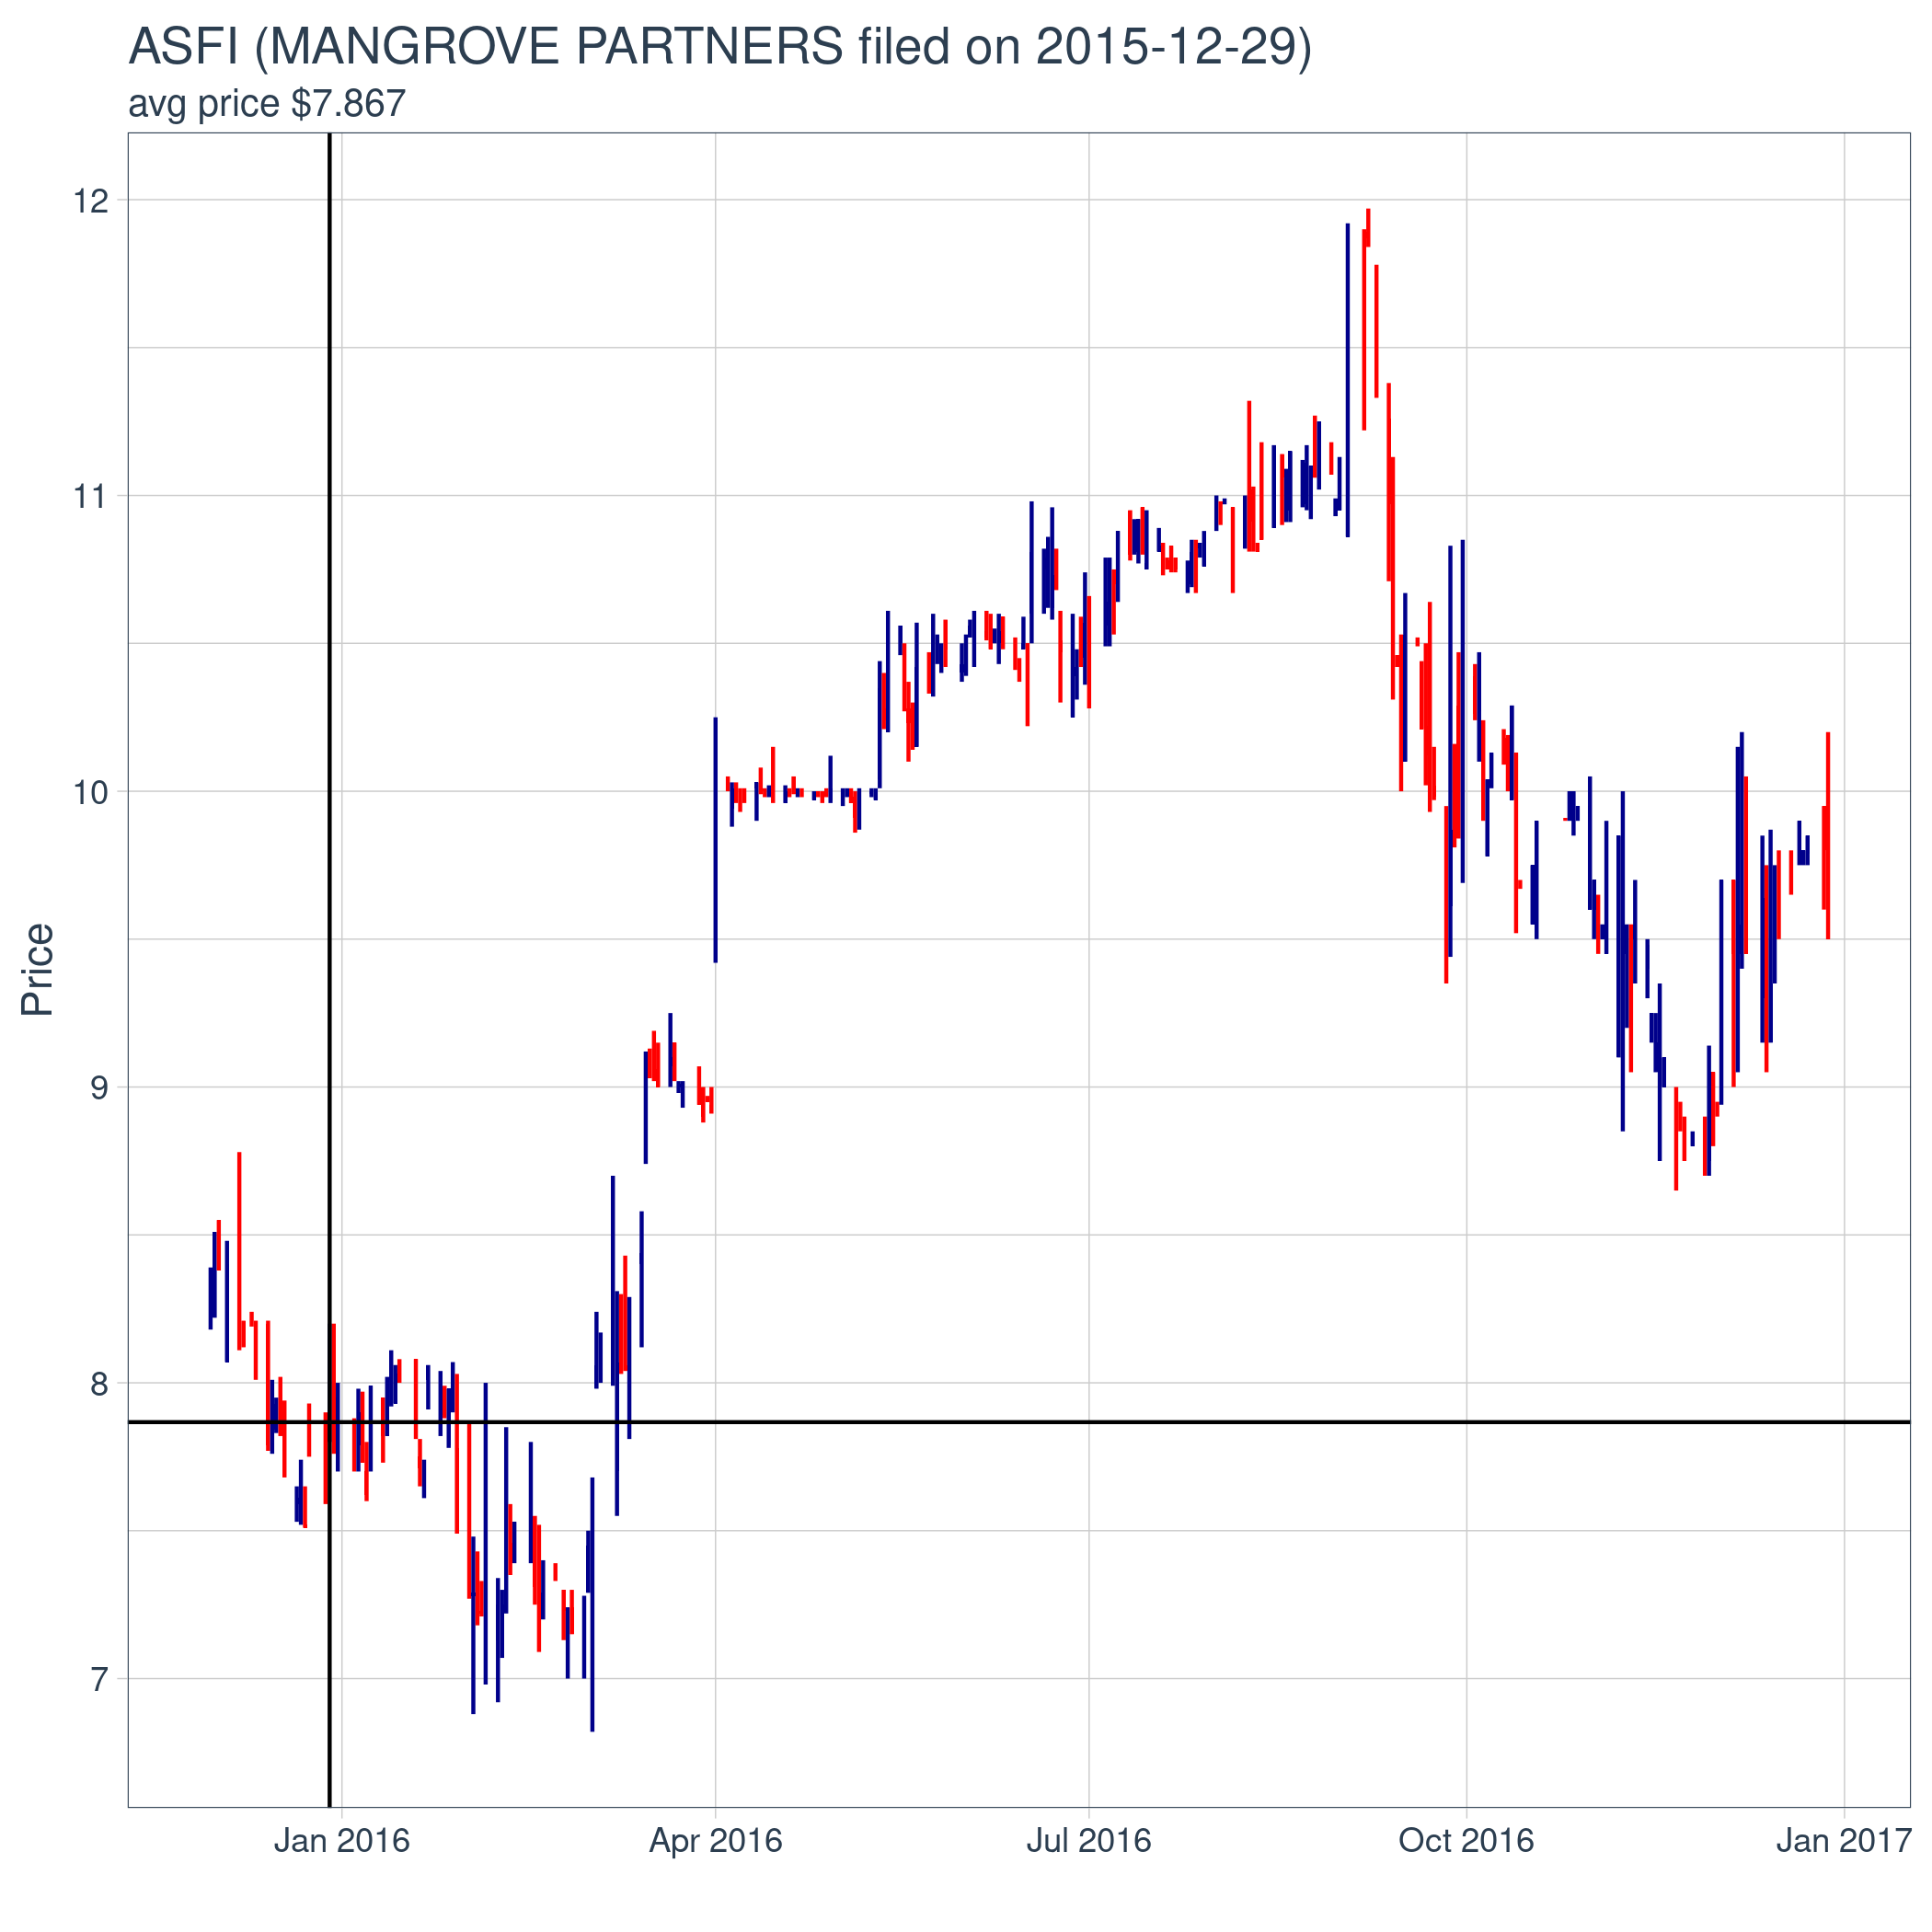 ASFI (MANGROVE PARTNERS filed on 2015-12-29)
avg price $7.867
12
11
10
9
8
7
Price
Jan 2016
Apr 2016
Jul 2016
Oct 2016
Jan 2017